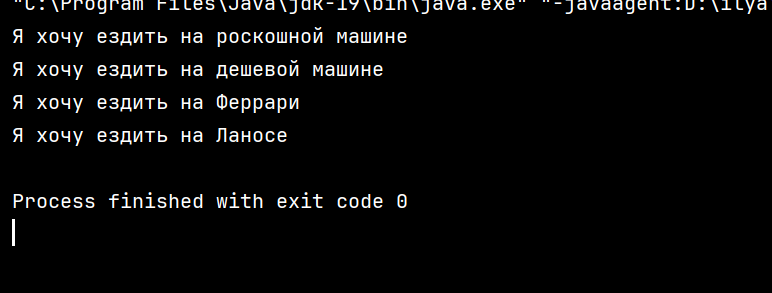 "C:\Program Files\Java\jdk-19\bin\java.exe" "-javaagent:D:\ilya
Я хочу ездить на роскошной машине
Я хочу ездить на дешевой машине
Я хочу ездить на Феррари
Я хочу ездить на Ланосе
Process finished with exit code 0